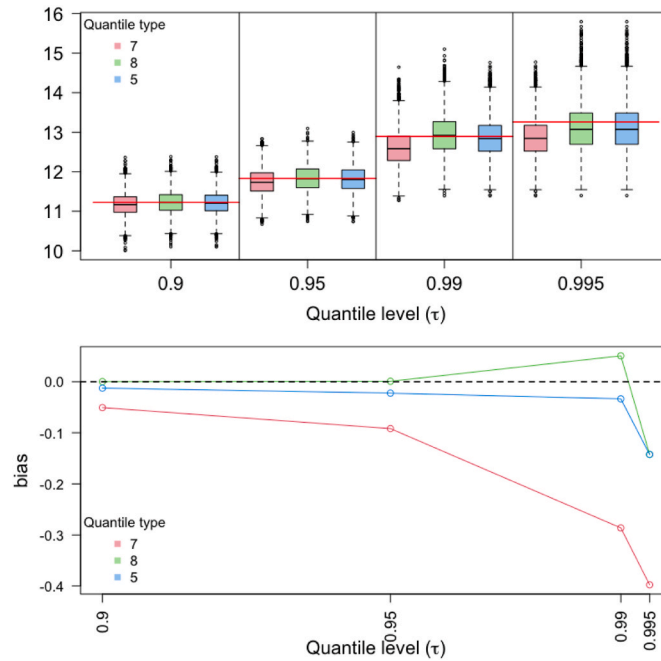 16
15
14
13
12
11
10
Quantile type
7
8
5
0.9 0.95 0.99 0.995
Quantile level (τ)
bias
0.0
-0.1
-0.2
-0.3
-0.4
Quantile type
7
8
5
0.9 0.95 0.99 0.995
Quantile level (τ)